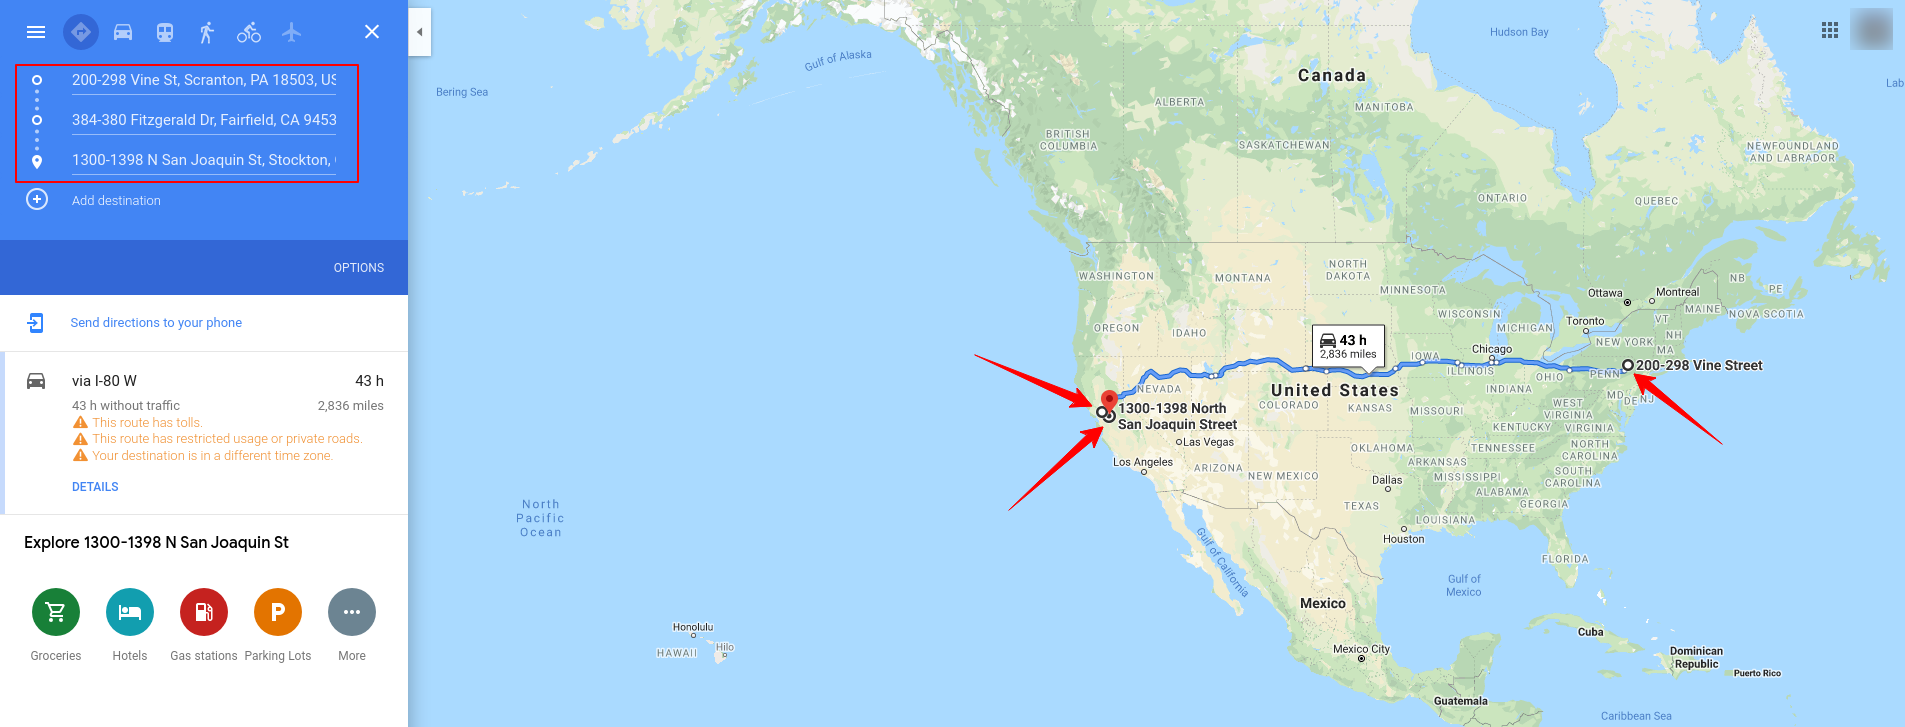 200-298 Vine St, Scranton, PA 18503, US
384-380 Fitzgerald Dr, Fairfield, CA 9453
1300-1398 N San Joaquin St, Stockton,
Add destination
OPTIONS
Send directions to your phone
via I-80 W
43 h
43 h without traffic
2,836 miles
This route has tolls.
This route has restricted usage or private roads.
Your destination is in a different time zone.
DETAILS
Explore 1300-1398 N San Joaquin St
Groceries
Hotels
Gas stations
P
Parking Lots
More
Bering Sea
Gulf of Alaska
Hudson Bay
Lab
Canada
ALBERTA
MANITOBA
BRITISH
COLUMBIA
SASKATCHEWAN
NEWFOUNDLAND
AND LABRADOR
ONTARIO
QUEBEC
WASHINGTON
MONTANA
NORTH
DAKOTA
MINNESOTA
NB
PE
Ottawa
Montreal
MAINE
NOVA SCOTIA
OREGON
IDAHO
WISCONSIN
MICHIGAN
Toronto
VT
NH
NEW YORK
MA
43 h
2,836 miles
IOWA
Chicago
ILLINOIS
INDIANA
OHIO
PENN
200-298 Vine Street
NEVADA
United States
COLORADO
KANSAS
MISSOURI
WEST
VIRGINIA
MD
DE
NJ
KENTUCKY
VIRGINIA
1300-1398 North
San Joaquin Street
Las Vegas
Los Angeles
ARIZONA
NEW MEXICO
OKLAHOMA
ARKANSAS
TENNESSEE
NORTH
CAROLINA
MISSISSIPPI
SOUTH
CAROLINA
Dallas
ALABAMA
GEORGIA
TEXAS
LOUISIANA
Houston
FLORIDA
North
Pacific
Ocean
Gulf of California
Gulf of
Mexico
Mexico
Honolulu
HAWAII
Hilo
Mexico City
Cuba
Dominican
Republic
Puerto Rico
Guatemala
Caribbean Sea